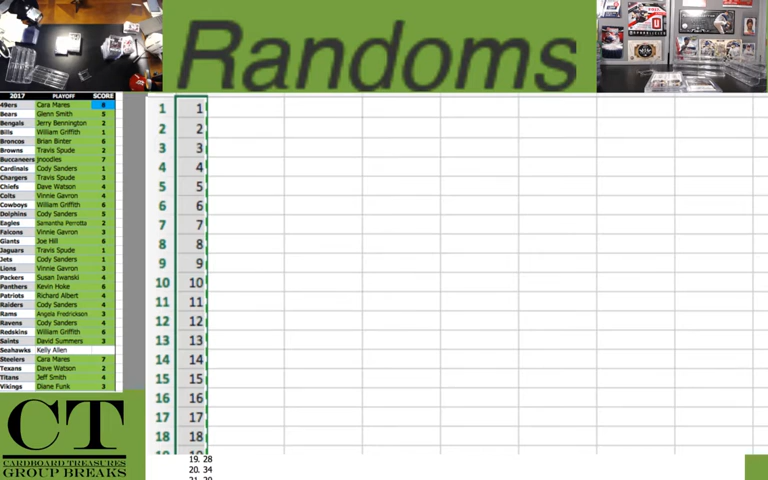 Randoms
2017 PLAYOFF SCORE
49ers Cara Mares 8
Bears Glenn Smith 5
Bengals Jerry Bennington 2
Bills William Griffith 1
Broncos Brian Binter 6
Browns Travis Spude 2
Buccaneers jnoodles 7
Cardinals Cody Sanders 1
Chargers Travis Spude 3
Chiefs Dave Watson 4
Colts Vinnie Gavron 4
Cowboys William Griffith 6
Dolphins Cody Sanders 5
Eagles Samantha Perrotta 2
Falcons Vinnie Gavron 3
Giants Joe Hill 6
Jaguars Travis Spude 1
Jets Cody Sanders 1
Lions Vinnie Gavron 3
Packers Susan Iwanski 4
Panthers Kevin Hoke 6
Patriots Richard Albert 4
Raiders Cody Sanders 4
Rams Angela Fredrickson 3
Ravens Cody Sanders 4
Redskins William Griffith 6
Saints David Summers 3
Seahawks Kelly Allen
Steelers Cara Mares 7
Texans Dave Watson 2
Titans Jeff Smith 4
Vikings Diane Funk 3
CT
CARDBOARD TREASURES
GROUP BREAKS
1 1
2 2
3 3
4 4
5 5
6 6
7 7
8 8
9 9
10 10
11 11
12 12
13 13
14 14
15 15
16 16
17 17
18 18
19. 28
20. 34